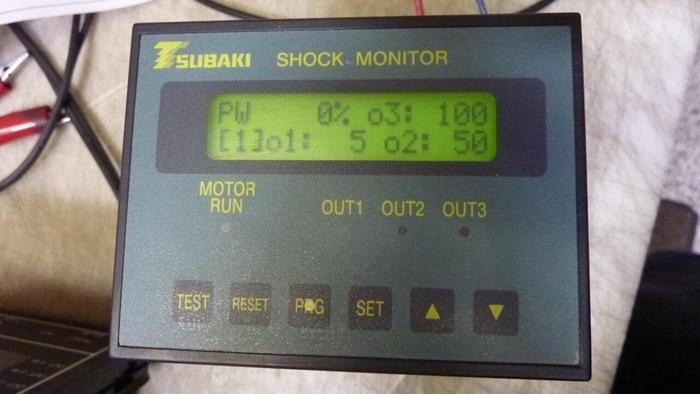 TSUBAKI SHOCK MONITOR
PW 0% o3: 100
[1]o1: 5 o2: 50
MOTOR
RUN
OUT1 OUT2 OUT3
TEST RESET PRG SET ▲ ▼